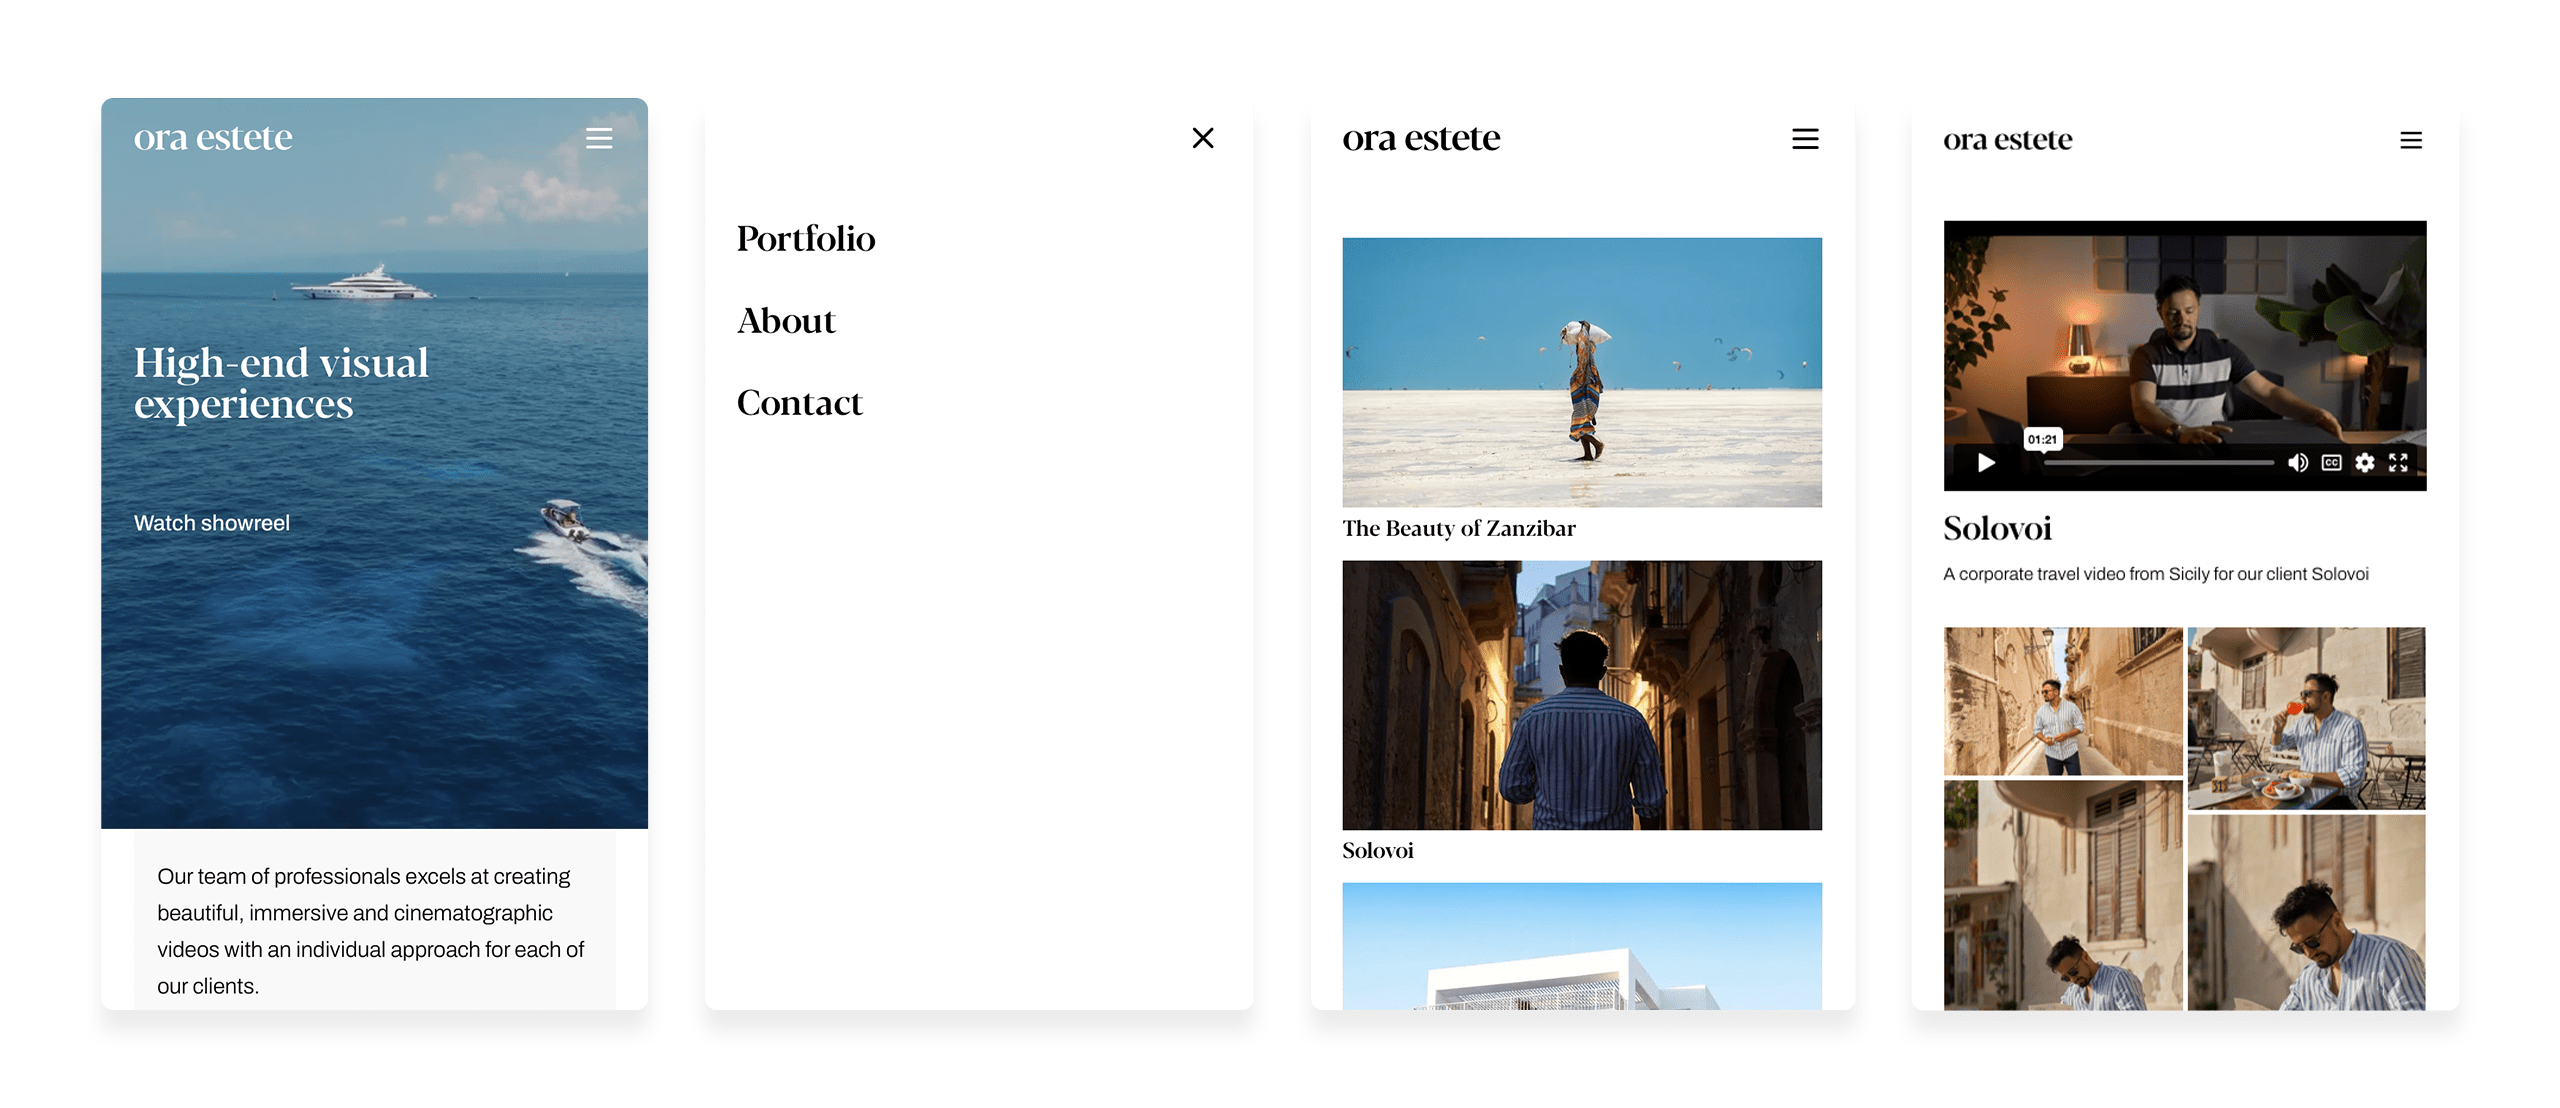 ora estete
High-end visual
experiences
Watch showreel
Our team of professionals excels at creating
beautiful, immersive and cinematographic
videos with an individual approach for each of
our clients.
Portfolio
About
Contact
ora estete
The Beauty of Zanzibar
Solovoi
ora estete
01:21
CC
Solovoi
A corporate travel video from Sicily for our client Solovoi